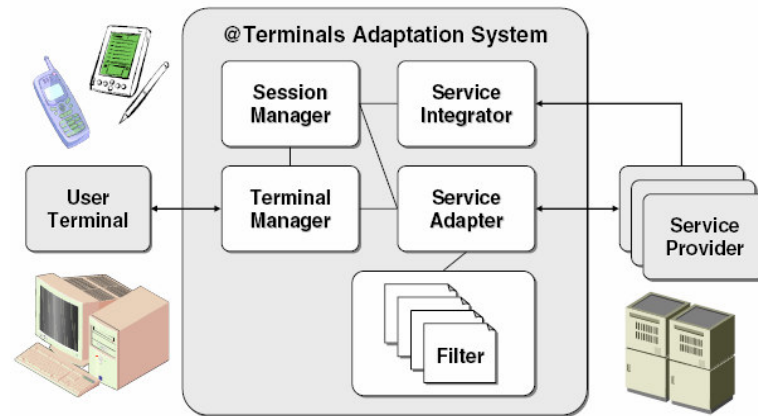 @Terminals Adaptation System
Session
Manager
Service
Integrator
User
Terminal
Terminal
Manager
Service
Adapter
Service
Provider
Filter